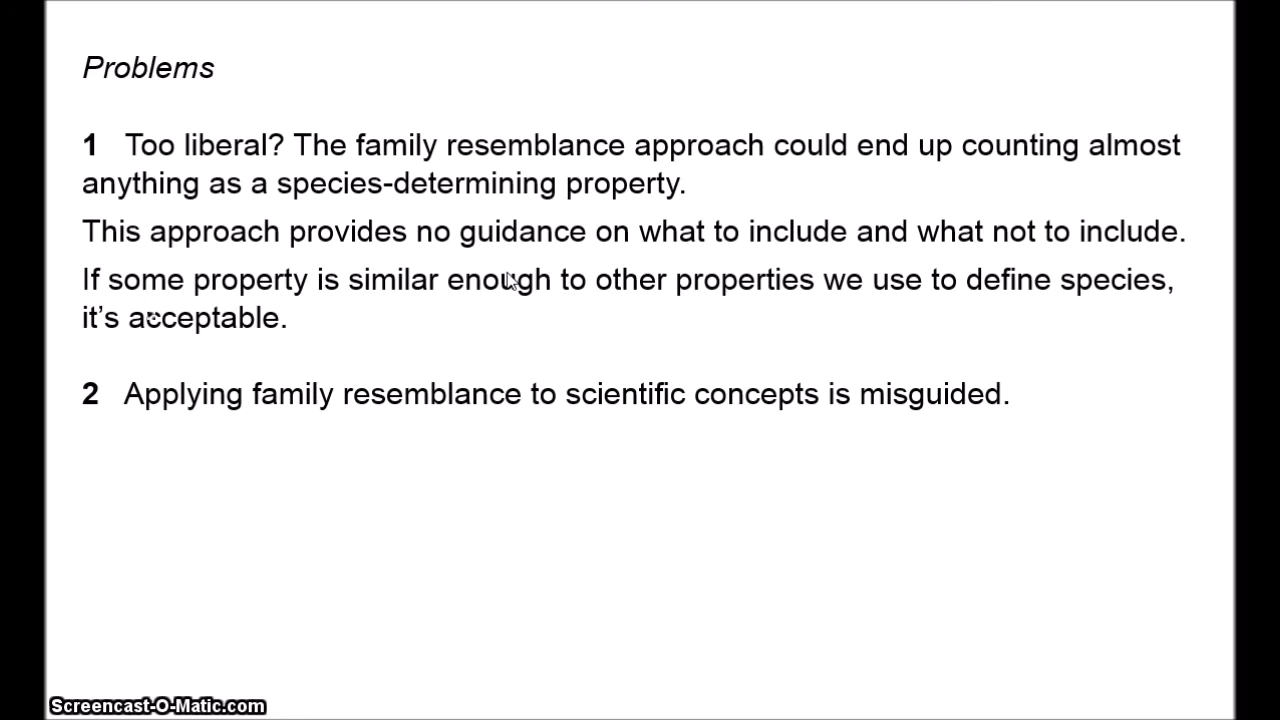 Problems
1 Too liberal? The family resemblance approach could end up counting almost
anything as a species-determining property.
This approach provides no guidance on what to include and what not to include.
If some property is similar enough to other properties we use to define species,
it’s acceptable.
2 Applying family resemblance to scientific concepts is misguided.
Screencast-O-Matic.com